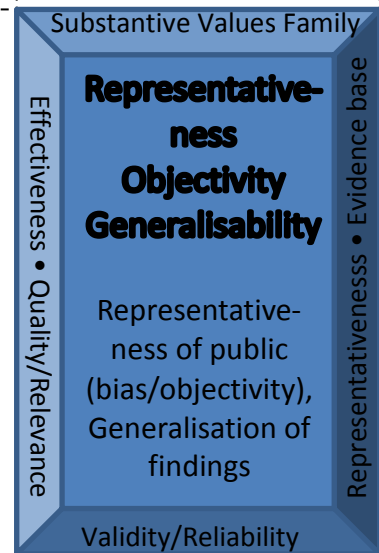 Substantive Values Family
Effectiveness • Quality/Relevance
Representative-
ness
Objectivity
Generalisability
Representative-
ness of public
(bias/objectivity),
Generalisation of
findings
Representativenesss • Evidence base
Validity/Reliability